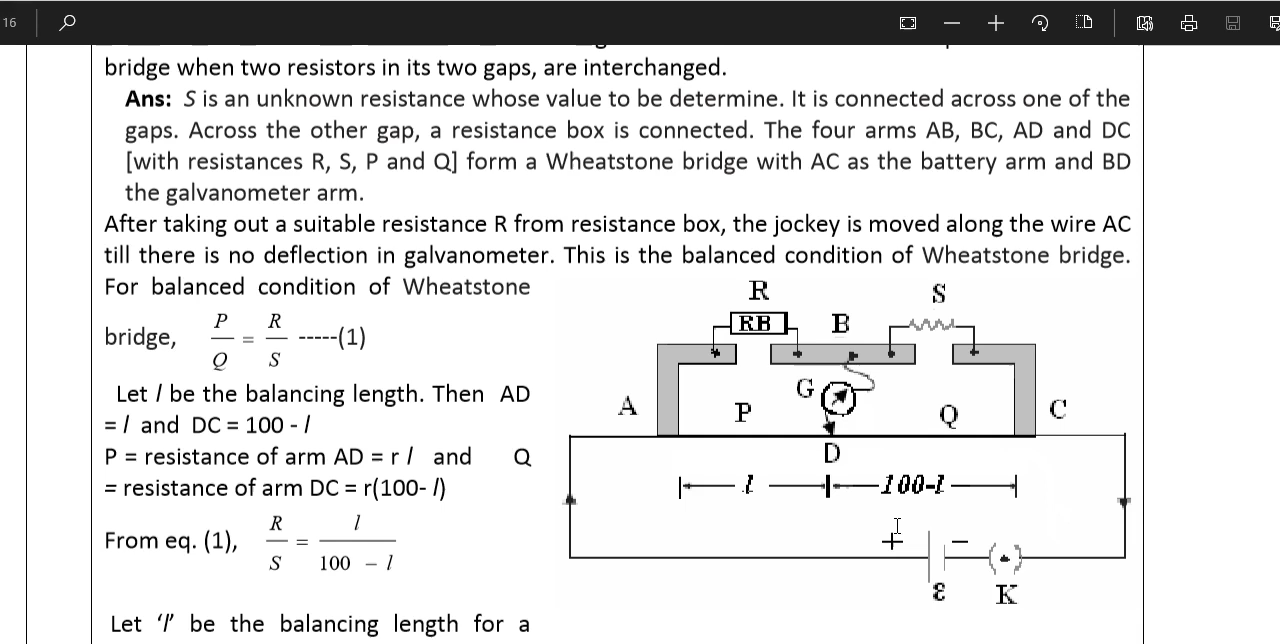 16
bridge when two resistors in its two gaps, are interchanged.
Ans: S is an unknown resistance whose value to be determine. It is connected across one of the
gaps. Across the other gap, a resistance box is connected. The four arms AB, BC, AD and DC
[with resistances R, S, P and Q] form a Wheatstone bridge with AC as the battery arm and BD
the galvanometer arm.
After taking out a suitable resistance R from resistance box, the jockey is moved along the wire AC
till there is no deflection in galvanometer. This is the balanced condition of Wheatstone bridge.
For balanced condition of Wheatstone
bridge, P/Q = R/S -----(1)
Let l be the balancing length. Then AD
= l and DC = 100 - l
P = resistance of arm AD = r l and Q
= resistance of arm DC = r(100- l)
From eq. (1), R/S = l/(100 - l)
Let 'l' be the balancing length for a
R
S
RB
B
G
A
P
Q
C
D
l
100-l
+ −
ε
K